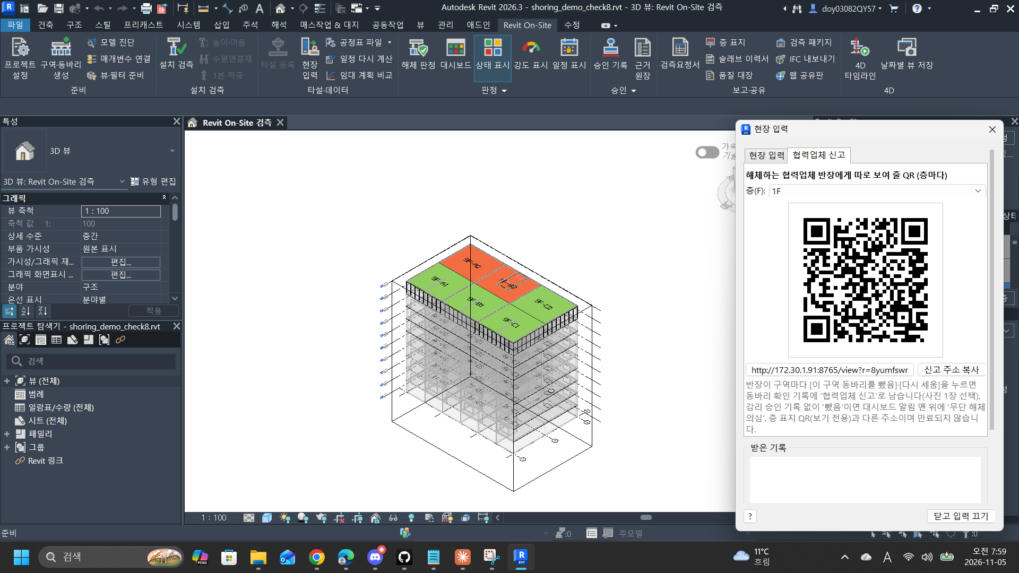 Autodesk Revit 2026.3 - shoring_demo_check8.rvt - 3D 뷰: Revit On-Site 검측
doy03082QY57
파일 건축 구조 스틸 프리캐스트 시스템 삽입 주석 해석 매스작업 & 대지 공동작업 뷰 관리 애드인 Revit On-Site 수정
프로젝트 설정
구역·동바리 생성
모델 진단
매개변수 연결
뷰·필터 준비
준비
설치 검측
설치 검측
현장 입력
공정표 파일
일정 다시 계산
임대 계획 비교
타설·데이터
해체 판정
대시보드
상태 표시
강도 표시
일정 표시
판정
승인 기록
근거 원장
승인
검측요청서
층 표지
슬래브 이력서
품질 대장
검측 패키지
IFC 내보내기
웹 공유판
보고·공유
4D 타임라인
날짜별 뷰 저장
4D
특성
3D 뷰
3D 뷰: Revit On-Site 검측
유형 편집
그래픽
뷰 축척 1 : 100
축척 값 1: 100
상세 수준 중간
부품 가시성 원본 표시
가시성/그래픽 재... 편집...
그래픽 화면표시 ... 편집...
분야 구조
은선 표시 분야별
적용
프로젝트 탐색기 - shoring_demo_check8.rvt
검색
뷰 (전체)
범례
일람표/수량 (전체)
시트 (전체)
패밀리
그룹
Revit 링크
Revit On-Site 검측
1 : 100
준비
:0
주모델
현장 입력
현장 입력 협력업체 신고
해체하는 협력업체 반장에게 따로 보여 줄 QR (층마다)
층(F): 1F
http://172.30.1.91:8765/view?r=8yumfswr
신고 주소 복사
반장이 구역마다 [이 구역 동바리를 뺐음]·[다시 세움]을 누르면
동바리 확인 기록에 '협력업체 신고'로 남습니다(사진 1장 선택).
감리 승인 기록 없이 '뺐음'이면 대시보드 알림 맨 위에 '무단 해체
의심'. 층 표지 QR(보기 전용)과 다른 주소이며 만료되지 않습니
다.
받은 기록
?
닫고 입력 끄기
11°C
흐림
검색
A
오전 7:59
2026-11-05